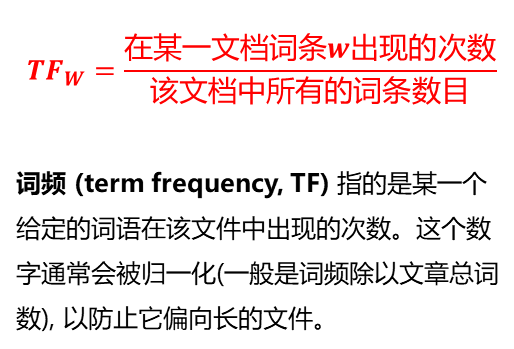 TF_W = 在某一文档词条w出现的次数
该文档中所有的词条数目
词频 (term frequency, TF) 指的是某一个
给定的词语在该文件中出现的次数。这个数
字通常会被归一化(一般是词频除以文章总词
数), 以防止它偏向长的文件。